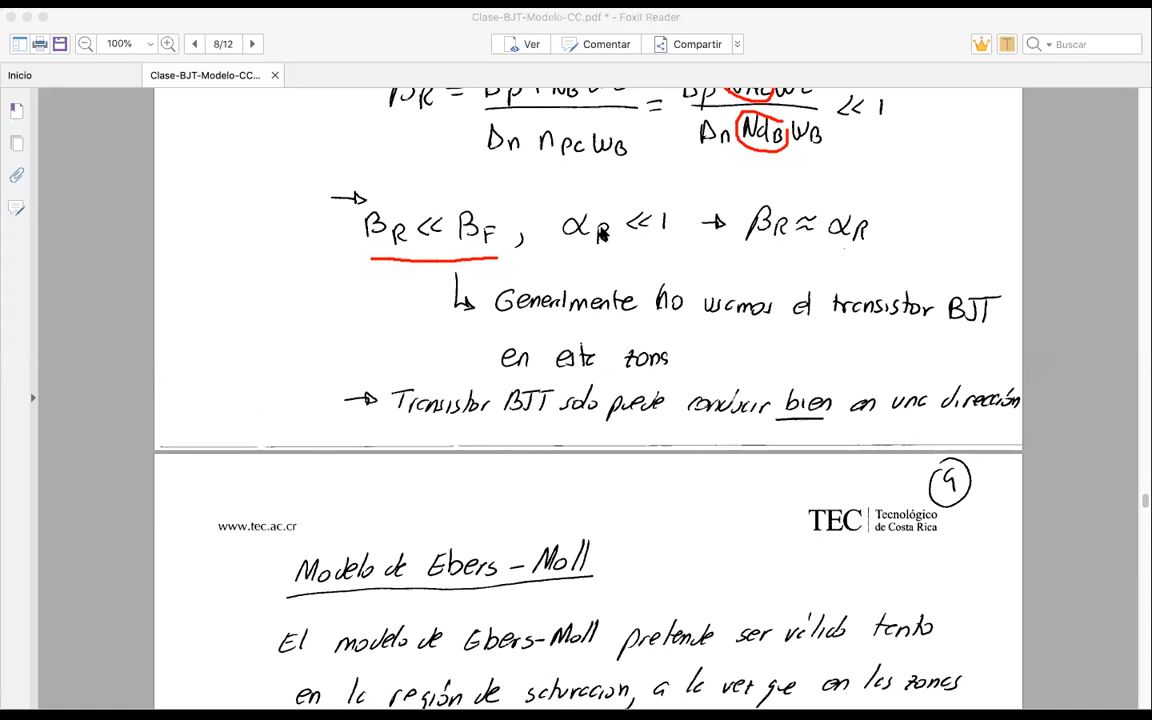 Clase-BJT-Modelo-CC.pdf * - Foxit Reader
100% 8/12 Ver Comentar Compartir Buscar
Inicio Clase-BJT-Modelo-CC...
βR = =
Dn npc WB Dn NdB WB << 1
→
βR << βF , αR << 1 → βR ≈ αR
↳ Generalmente no usamos el transistor BJT
en este zona
→ Transistor BJT solo puede conducir bien en una dirección
9
www.tec.ac.cr TEC | Tecnológico
de Costa Rica
Modelo de Ebers - Moll
El modelo de Ebers-Moll pretende ser válido tanto
en la región de saturación, a la vez que en las zonas